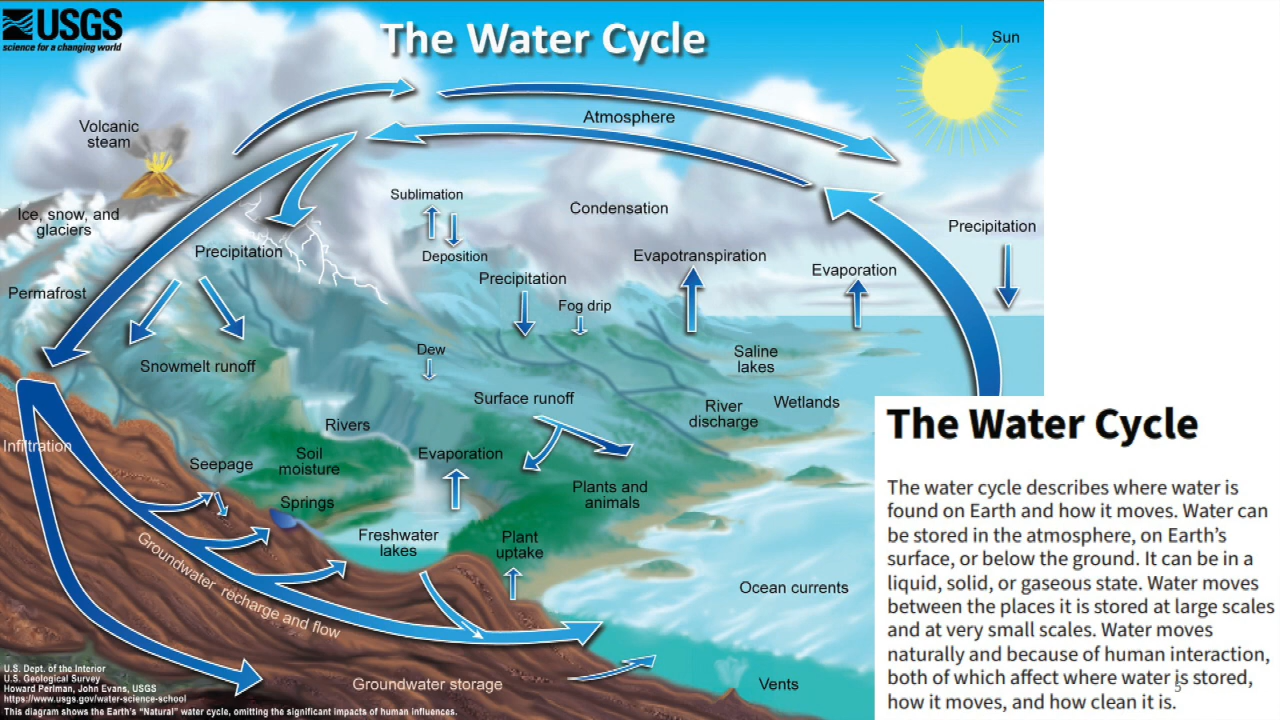 USGS
science for a changing world
The Water Cycle
Sun
Volcanic
steam
Atmosphere
Ice, snow, and
glaciers
Sublimation
Condensation
Precipitation
Precipitation
Deposition
Evapotranspiration
Evaporation
Precipitation
Permafrost
Fog drip
Snowmelt runoff
Dew
Saline
lakes
Surface runoff
River
discharge
Wetlands
Infiltration
Rivers
Seepage
Soil
moisture
Evaporation
Springs
Plants and
animals
Freshwater
lakes
Plant
uptake
Groundwater recharge and flow
Ocean currents
Groundwater storage
Vents
U.S. Dept. of the Interior
U.S. Geological Survey
Howard Perlman, John Evans, USGS
https://www.usgs.gov/water-science-school
This diagram shows the Earth's "Natural" water cycle, omitting the significant impacts of human influences.
The Water Cycle
The water cycle describes where water is
found on Earth and how it moves. Water can
be stored in the atmosphere, on Earth's
surface, or below the ground. It can be in a
liquid, solid, or gaseous state. Water moves
between the places it is stored at large scales
and at very small scales. Water moves
naturally and because of human interaction,
both of which affect where water is stored,
how it moves, and how clean it is.
5